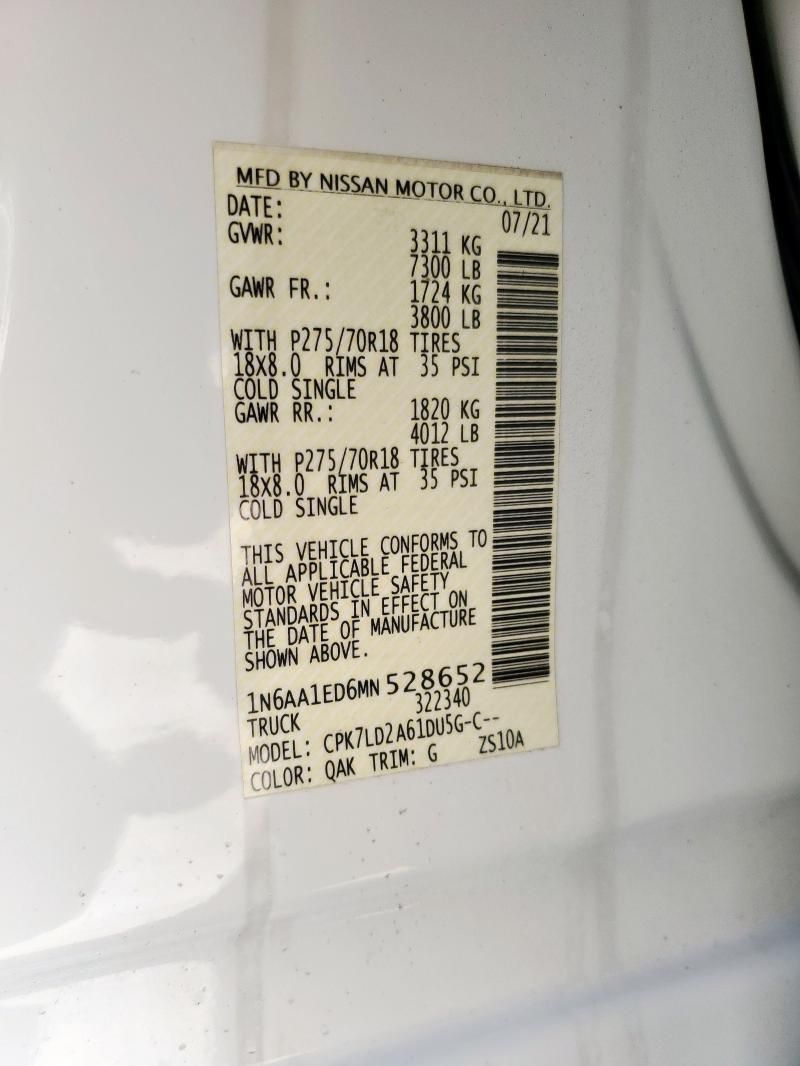 MFD BY NISSAN MOTOR CO., LTD.
DATE: 07/21
GVWR: 3311 KG
7300 LB
GAWR FR.: 1724 KG
3800 LB
WITH P275/70R18 TIRES
18X8.0 RIMS AT 35 PSI
COLD SINGLE
GAWR RR.: 1820 KG
4012 LB
WITH P275/70R18 TIRES
18X8.0 RIMS AT 35 PSI
COLD SINGLE
THIS VEHICLE CONFORMS TO
ALL APPLICABLE FEDERAL
MOTOR VEHICLE SAFETY
STANDARDS IN EFFECT ON
THE DATE OF MANUFACTURE
SHOWN ABOVE.
1N6AA1ED6MN528652
TRUCK 322340
MODEL: CPK7LD2A61DU5G-C--
COLOR: QAK TRIM: G ZS10A